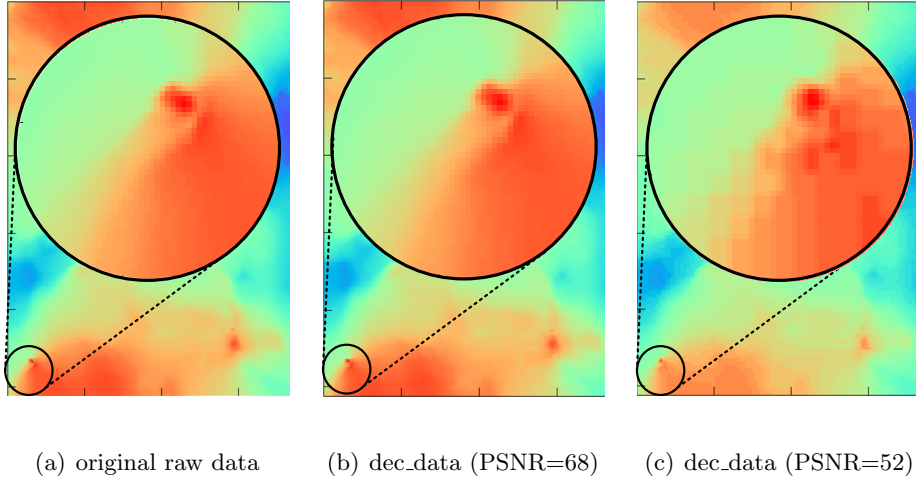 (a) original raw data
(b) dec_data (PSNR=68)
(c) dec_data (PSNR=52)